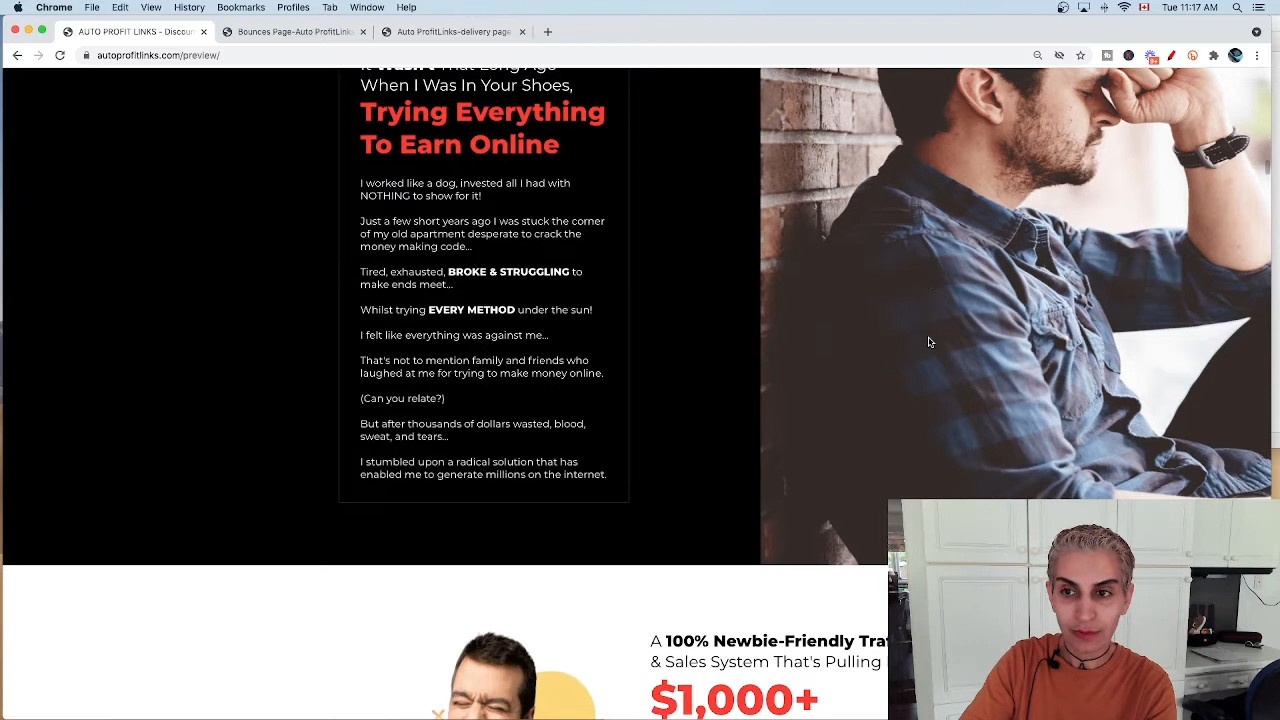 Chrome File Edit View History Bookmarks Profiles Tab Window Help Tue 11:17 AM
AUTO PROFIT LINKS - Discoun Bounces Page-Auto ProfitLinks Auto ProfitLinks-delivery page
autoprofitlinks.com/preview/
9+
When I Was In Your Shoes,
Trying Everything
To Earn Online
I worked like a dog, invested all I had with
NOTHING to show for it!
Just a few short years ago I was stuck the corner
of my old apartment desperate to crack the
money making code...
Tired, exhausted, BROKE & STRUGGLING to
make ends meet...
Whilst trying EVERY METHOD under the sun!
I felt like everything was against me...
That's not to mention family and friends who
laughed at me for trying to make money online.
(Can you relate?)
But after thousands of dollars wasted, blood,
sweat, and tears...
I stumbled upon a radical solution that has
enabled me to generate millions on the internet.
A 100% Newbie-Friendly Tra
& Sales System That's Pulling
$1,000+